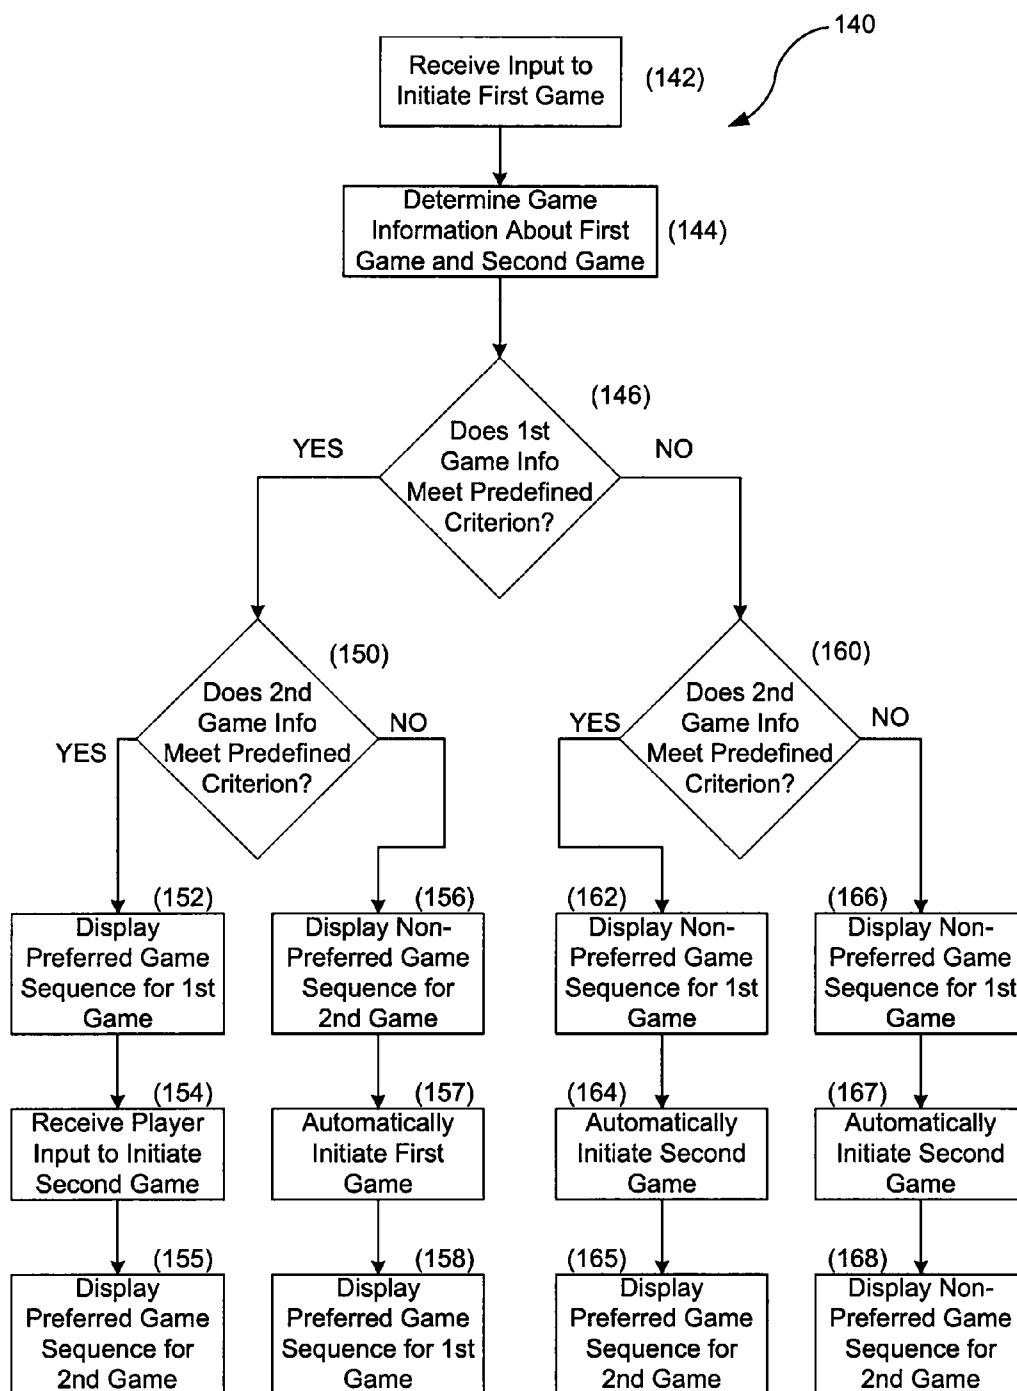 140
Receive Input to
Initiate First Game
(142)
Determine Game
Information About First
Game and Second Game
(144)
(146)
Does 1st
Game Info
Meet Predefined
Criterion?
YES
NO
(150)
Does 2nd
Game Info
Meet Predefined
Criterion?
YES
NO
(160)
Does 2nd
Game Info
Meet Predefined
Criterion?
YES
NO
(152)
Display
Preferred Game
Sequence for 1st
Game
(156)
Display Non-
Preferred Game
Sequence for
2nd Game
(162)
Display Non-
Preferred Game
Sequence for 1st
Game
(166)
Display Non-
Preferred Game
Sequence for 1st
Game
(154)
Receive Player
Input to Initiate
Second Game
(157)
Automatically
Initiate First
Game
(164)
Automatically
Initiate Second
Game
(167)
Automatically
Initiate Second
Game
(155)
Display
Preferred Game
Sequence for
2nd Game
(158)
Display
Preferred Game
Sequence for 1st
Game
(165)
Display
Preferred Game
Sequence for
2nd Game
(168)
Display Non-
Preferred Game
Sequence for
2nd Game